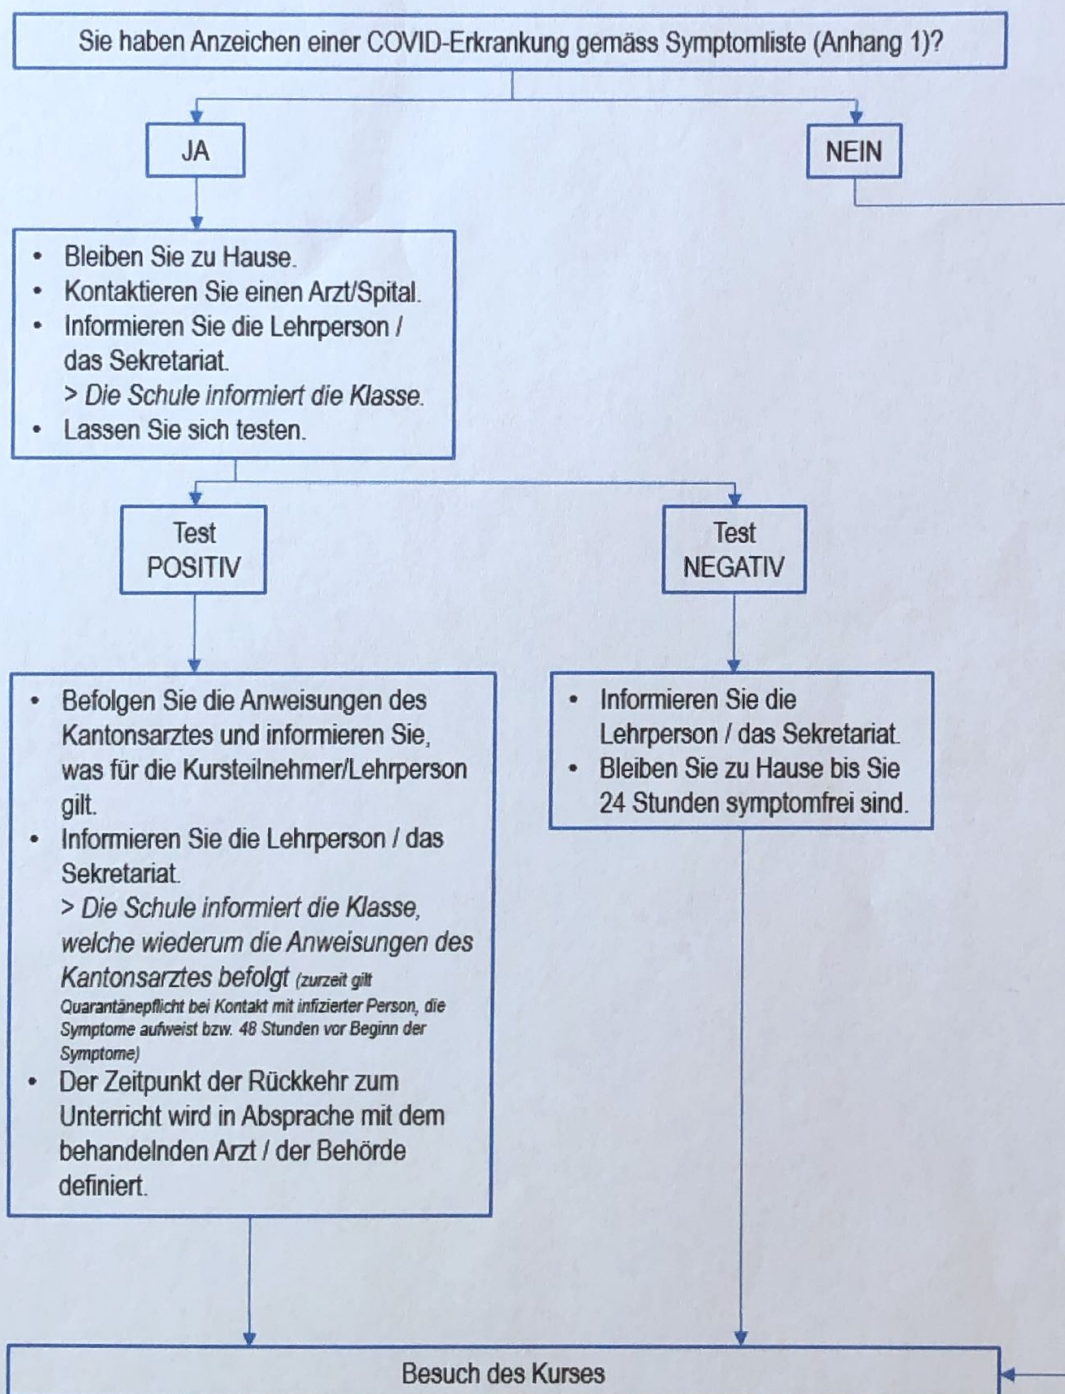 Sie haben Anzeichen einer COVID-Erkrankung gemäss Symptomliste (Anhang 1)?
JA
NEIN
• Bleiben Sie zu Hause.
• Kontaktieren Sie einen Arzt/Spital.
• Informieren Sie die Lehrperson /
das Sekretariat.
> Die Schule informiert die Klasse.
• Lassen Sie sich testen.
Test
POSITIV
Test
NEGATIV
• Befolgen Sie die Anweisungen des
Kantonsarztes und informieren Sie,
was für die Kursteilnehmer/Lehrperson
gilt.
• Informieren Sie die Lehrperson / das
Sekretariat.
> Die Schule informiert die Klasse,
welche wiederum die Anweisungen des
Kantonsarztes befolgt (zurzeit gilt
Quarantänepflicht bei Kontakt mit infizierter Person, die
Symptome aufweist bzw. 48 Stunden vor Beginn der
Symptome)
• Der Zeitpunkt der Rückkehr zum
Unterricht wird in Absprache mit dem
behandelnden Arzt / der Behörde
definiert.
• Informieren Sie die
Lehrperson / das Sekretariat.
• Bleiben Sie zu Hause bis Sie
24 Stunden symptomfrei sind.
Besuch des Kurses